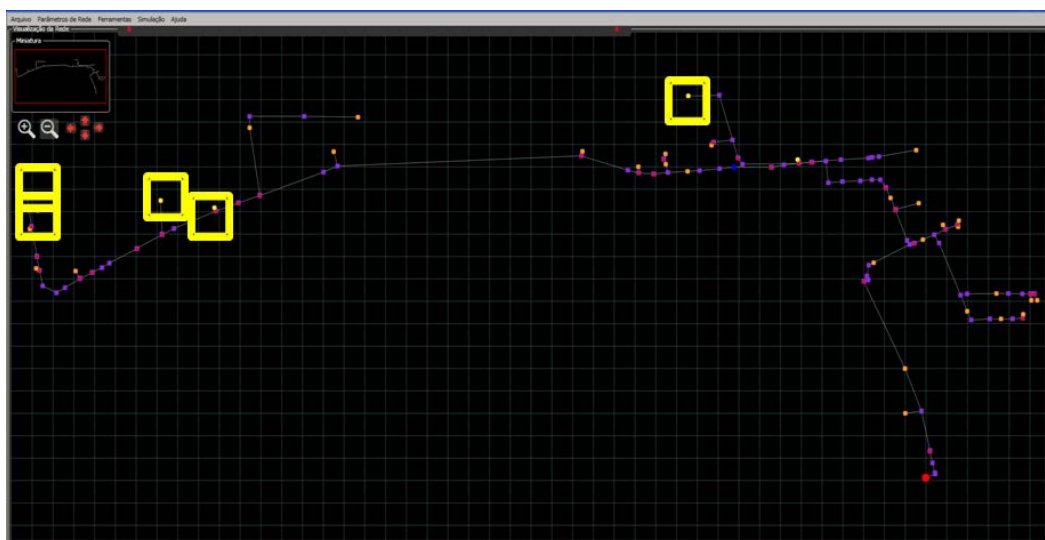 Arquivo Parâmetros de Rede Ferramentas Simulação Ajuda
Visualização da Rede
Miniatura